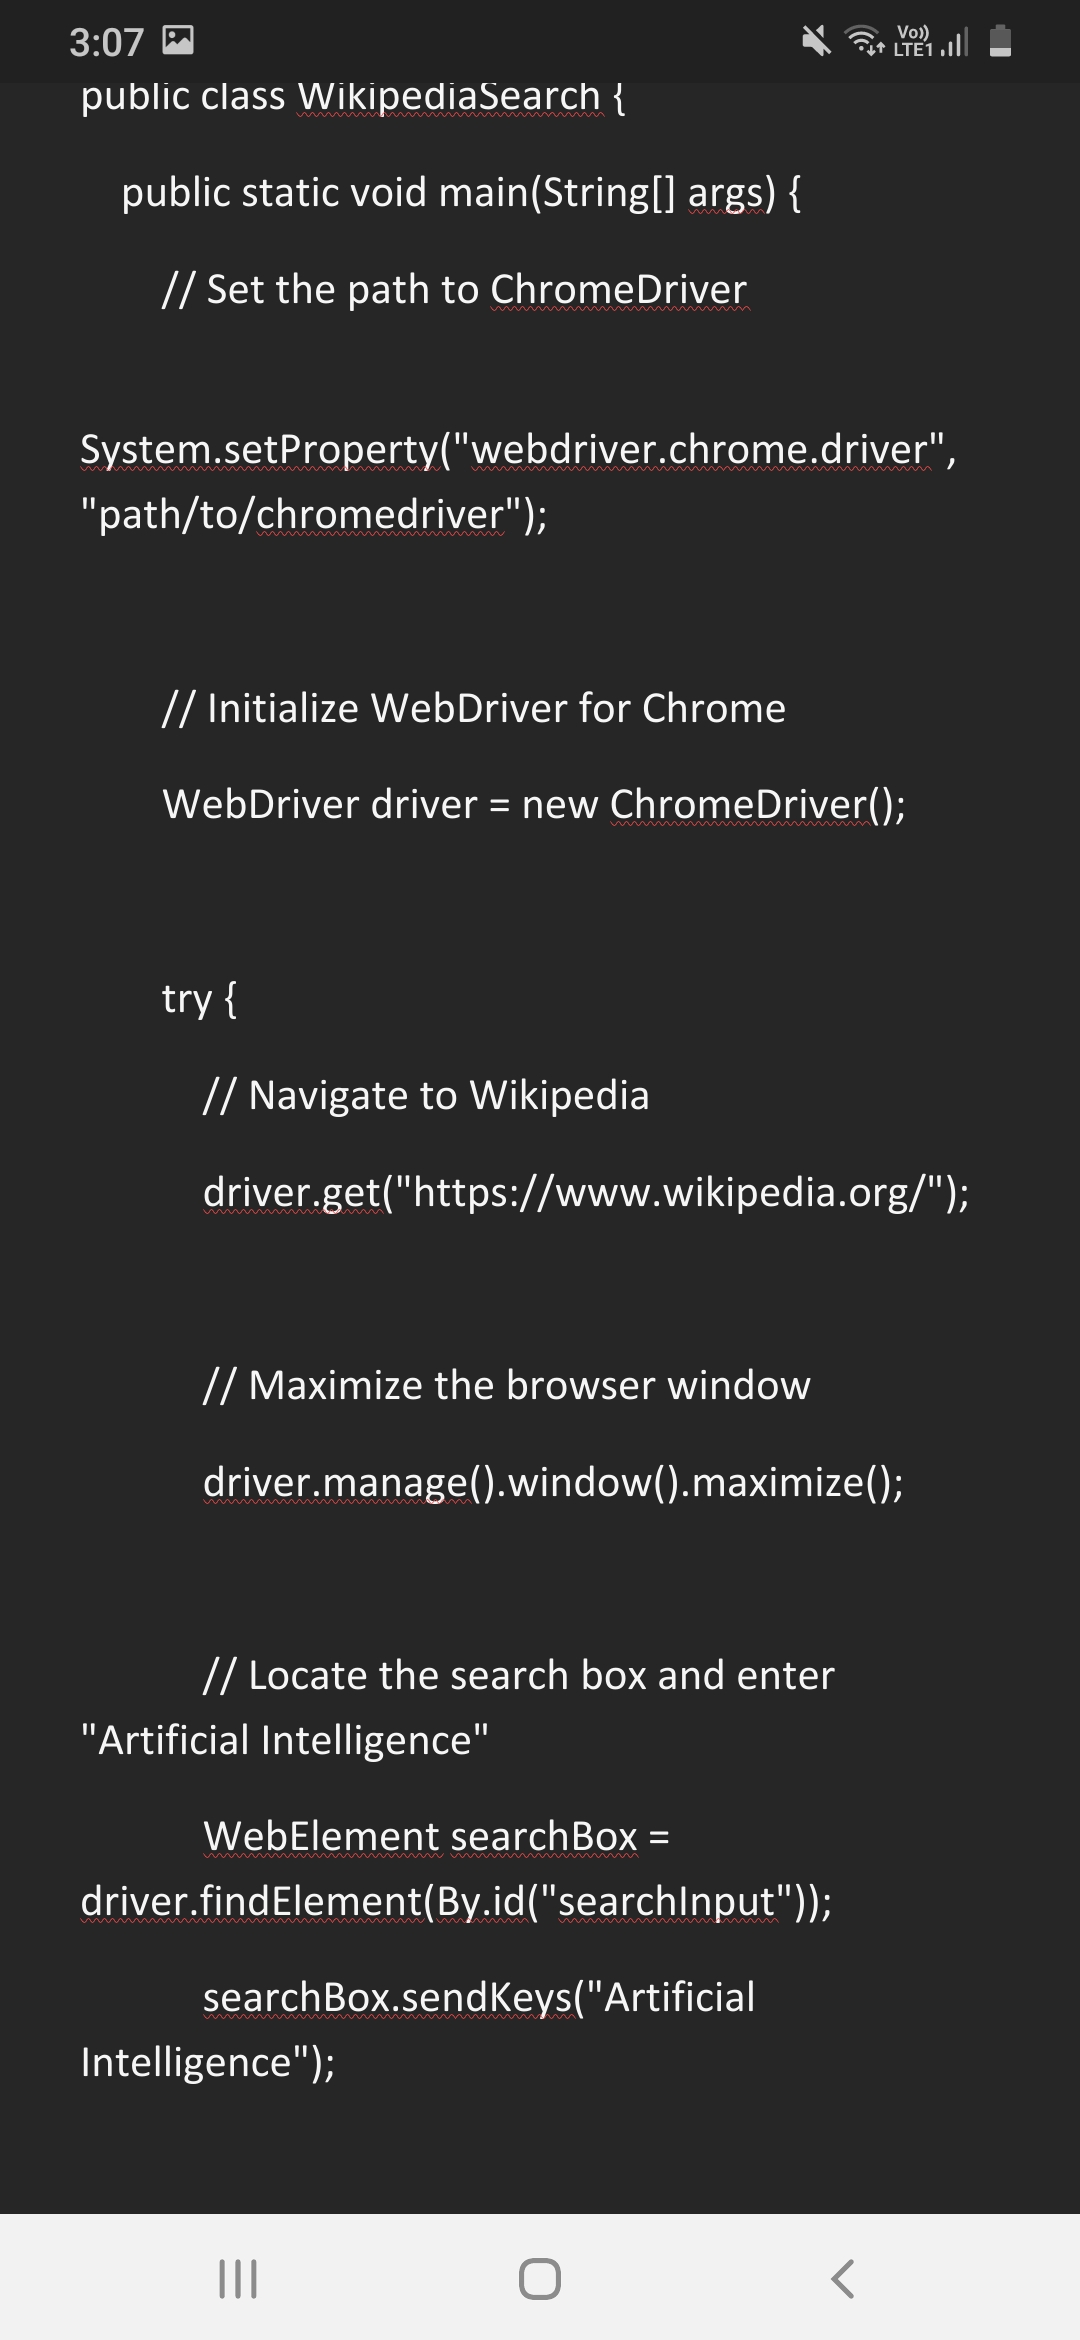 3:07
Vo))
LTE1
public class WikipediaSearch {
public static void main(String[] args) {
// Set the path to ChromeDriver
System.setProperty("webdriver.chrome.driver",
"path/to/chromedriver");
// Initialize WebDriver for Chrome
WebDriver driver = new ChromeDriver();
try {
// Navigate to Wikipedia
driver.get("https://www.wikipedia.org/");
// Maximize the browser window
driver.manage().window().maximize();
// Locate the search box and enter
"Artificial Intelligence"
WebElement searchBox =
driver.findElement(By.id("searchInput"));
searchBox.sendKeys("Artificial
Intelligence");